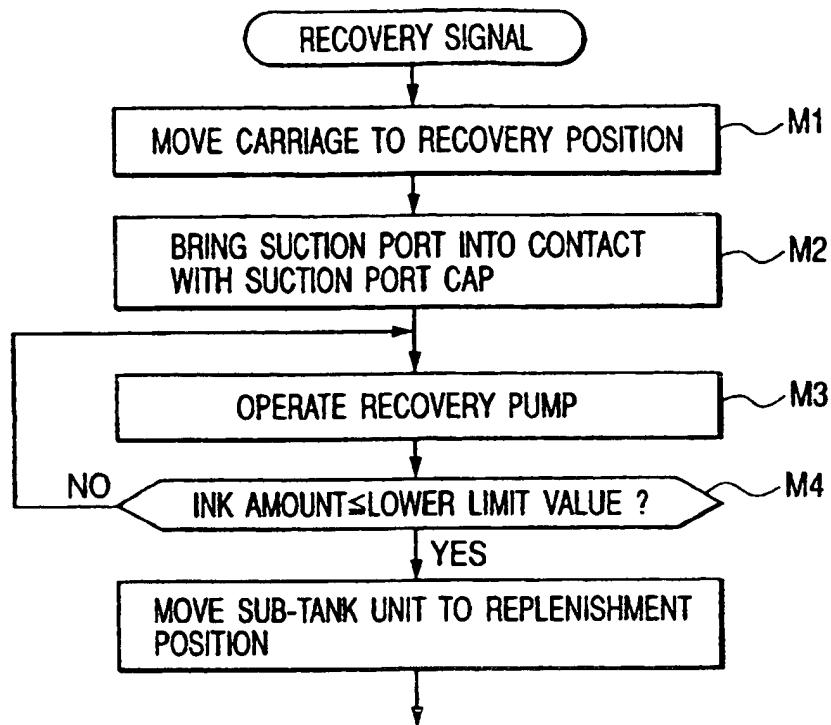 RECOVERY SIGNAL
MOVE CARRIAGE TO RECOVERY POSITION
M1
BRING SUCTION PORT INTO CONTACT
WITH SUCTION PORT CAP
M2
OPERATE RECOVERY PUMP
M3
NO
INK AMOUNT≦LOWER LIMIT VALUE ?
M4
YES
MOVE SUB-TANK UNIT TO REPLENISHMENT
POSITION